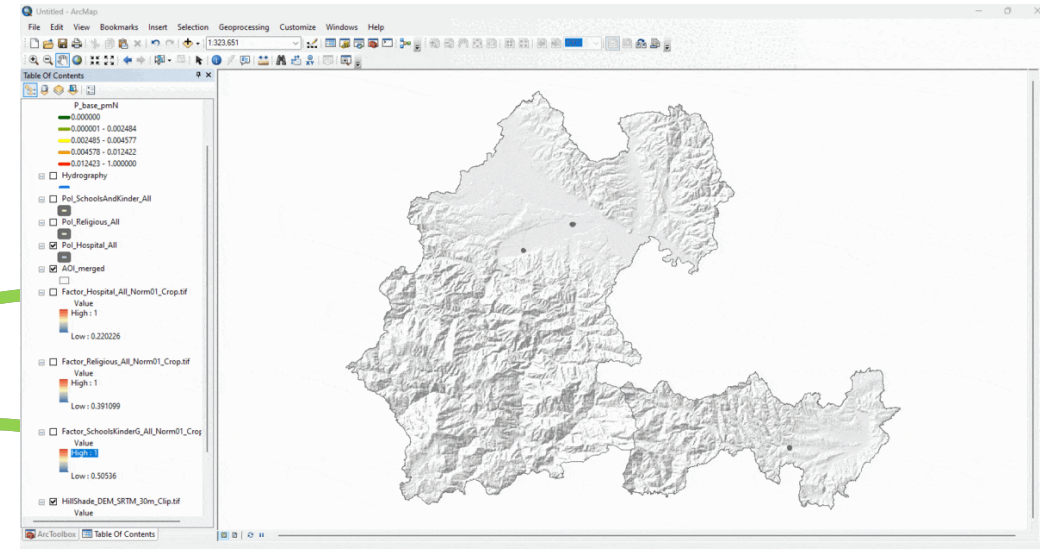 Untitled - ArcMap
File Edit View Bookmarks Insert Selection Geoprocessing Customize Windows Help
1:323,651
Table Of Contents
P_base_pmN
0.000000
0.000001 - 0.002484
0.002485 - 0.004577
0.004578 - 0.012422
0.012423 - 1.000000
Hydrography
Pol_SchoolsAndKinder_All
Pol_Religious_All
Pol_Hospital_All
AOI_merged
Factor_Hospital_All_Norm01_Crop.tif
Value
High : 1
Low : 0.220226
Factor_Religious_All_Norm01_Crop.tif
Value
High : 1
Low : 0.391099
Factor_SchoolsKinderG_All_Norm01_Crop
Value
High : 1
Low : 0.50536
HillShade_DEM_SRTM_30m_Clip.tif
Value
ArcToolbox Table Of Contents